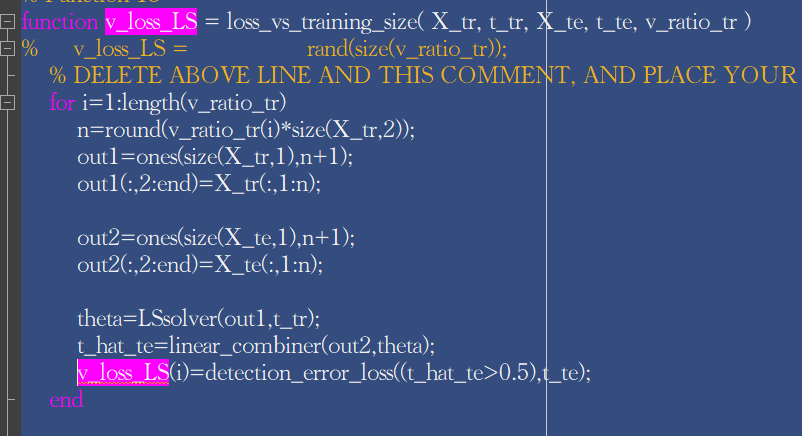 function v_loss_LS = loss_vs_training_size( X_tr, t_tr, X_te, t_te, v_ratio_tr )
% v_loss_LS = rand(size(v_ratio_tr));
% DELETE ABOVE LINE AND THIS COMMENT, AND PLACE YOUR
for i=1:length(v_ratio_tr)
n=round(v_ratio_tr(i)*size(X_tr,2));
out1=ones(size(X_tr,1),n+1);
out1(:,2:end)=X_tr(:,1:n);
out2=ones(size(X_te,1),n+1);
out2(:,2:end)=X_te(:,1:n);
theta=LSsolver(out1,t_tr);
t_hat_te=linear_combiner(out2,theta);
v_loss_LS(i)=detection_error_loss((t_hat_te>0.5),t_te);
end